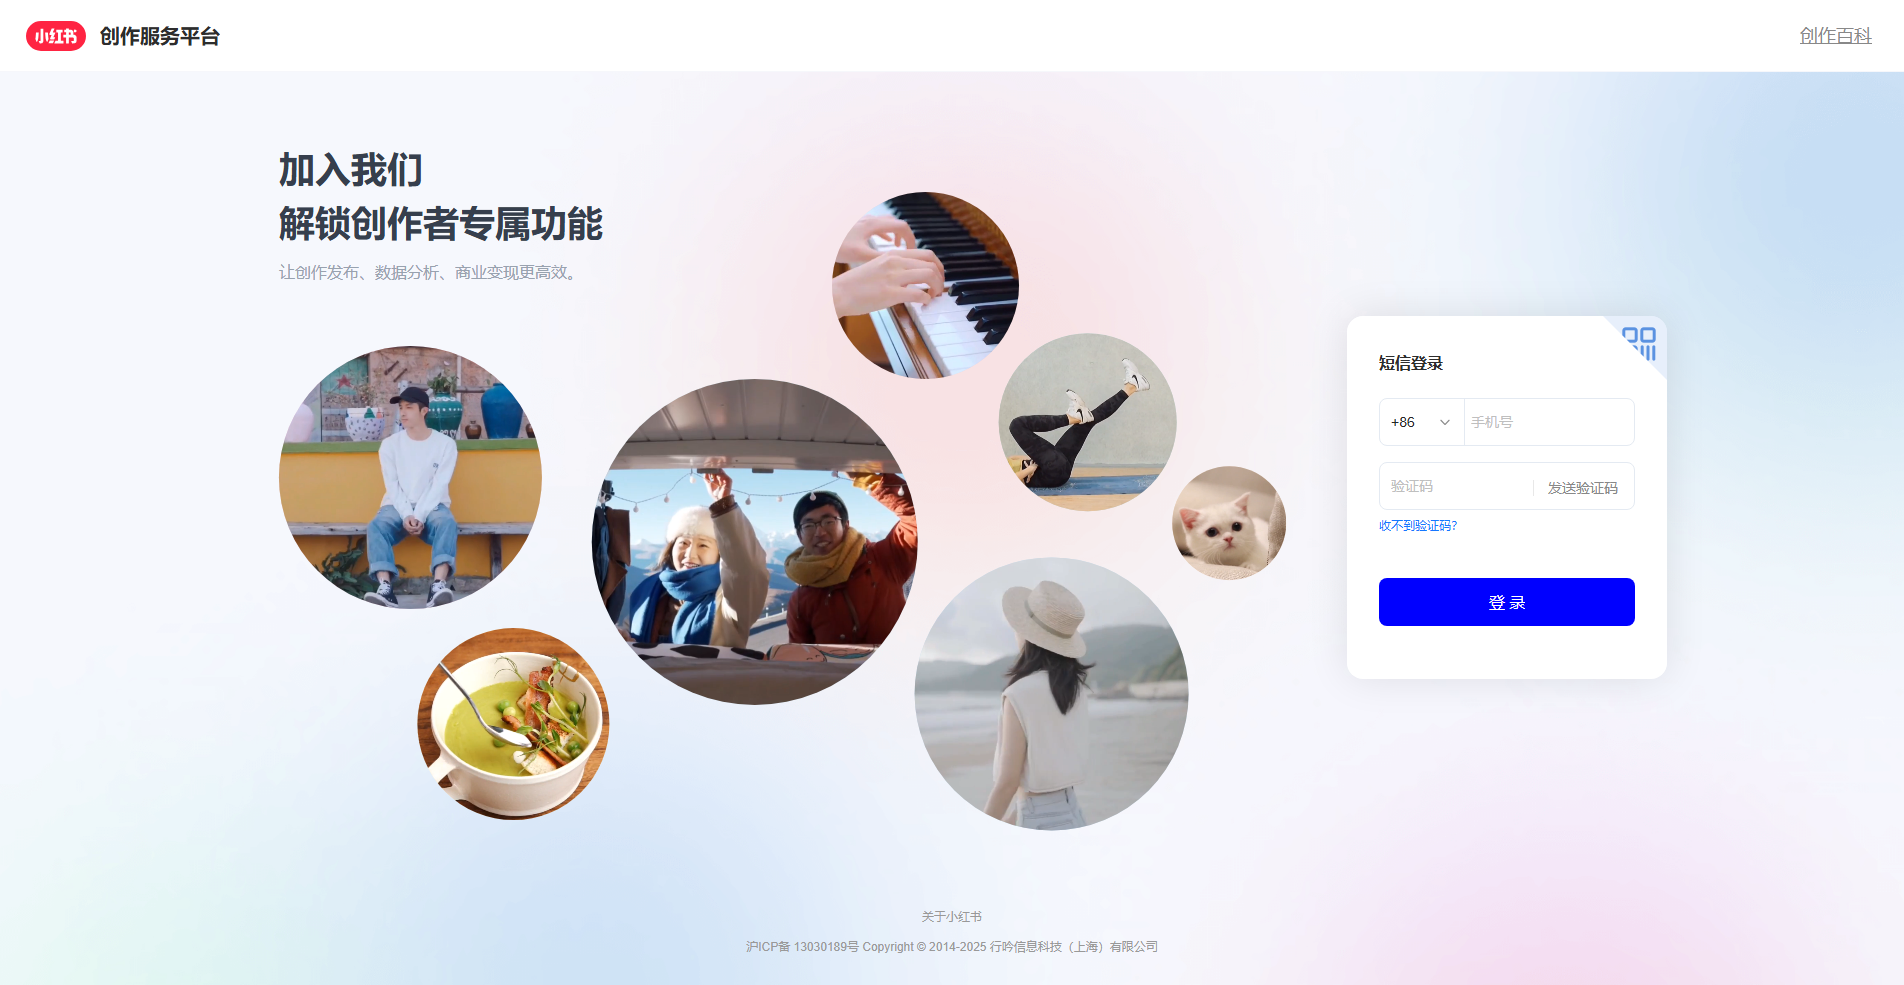 小红书 创作服务平台
创作百科
加入我们
解锁创作者专属功能
让创作发布、数据分析、商业变现更高效。
短信登录
+86 手机号
验证码 发送验证码
收不到验证码?
登 录
关于小红书
沪ICP备 13030189号 Copyright © 2014-2025 行吟信息科技（上海）有限公司